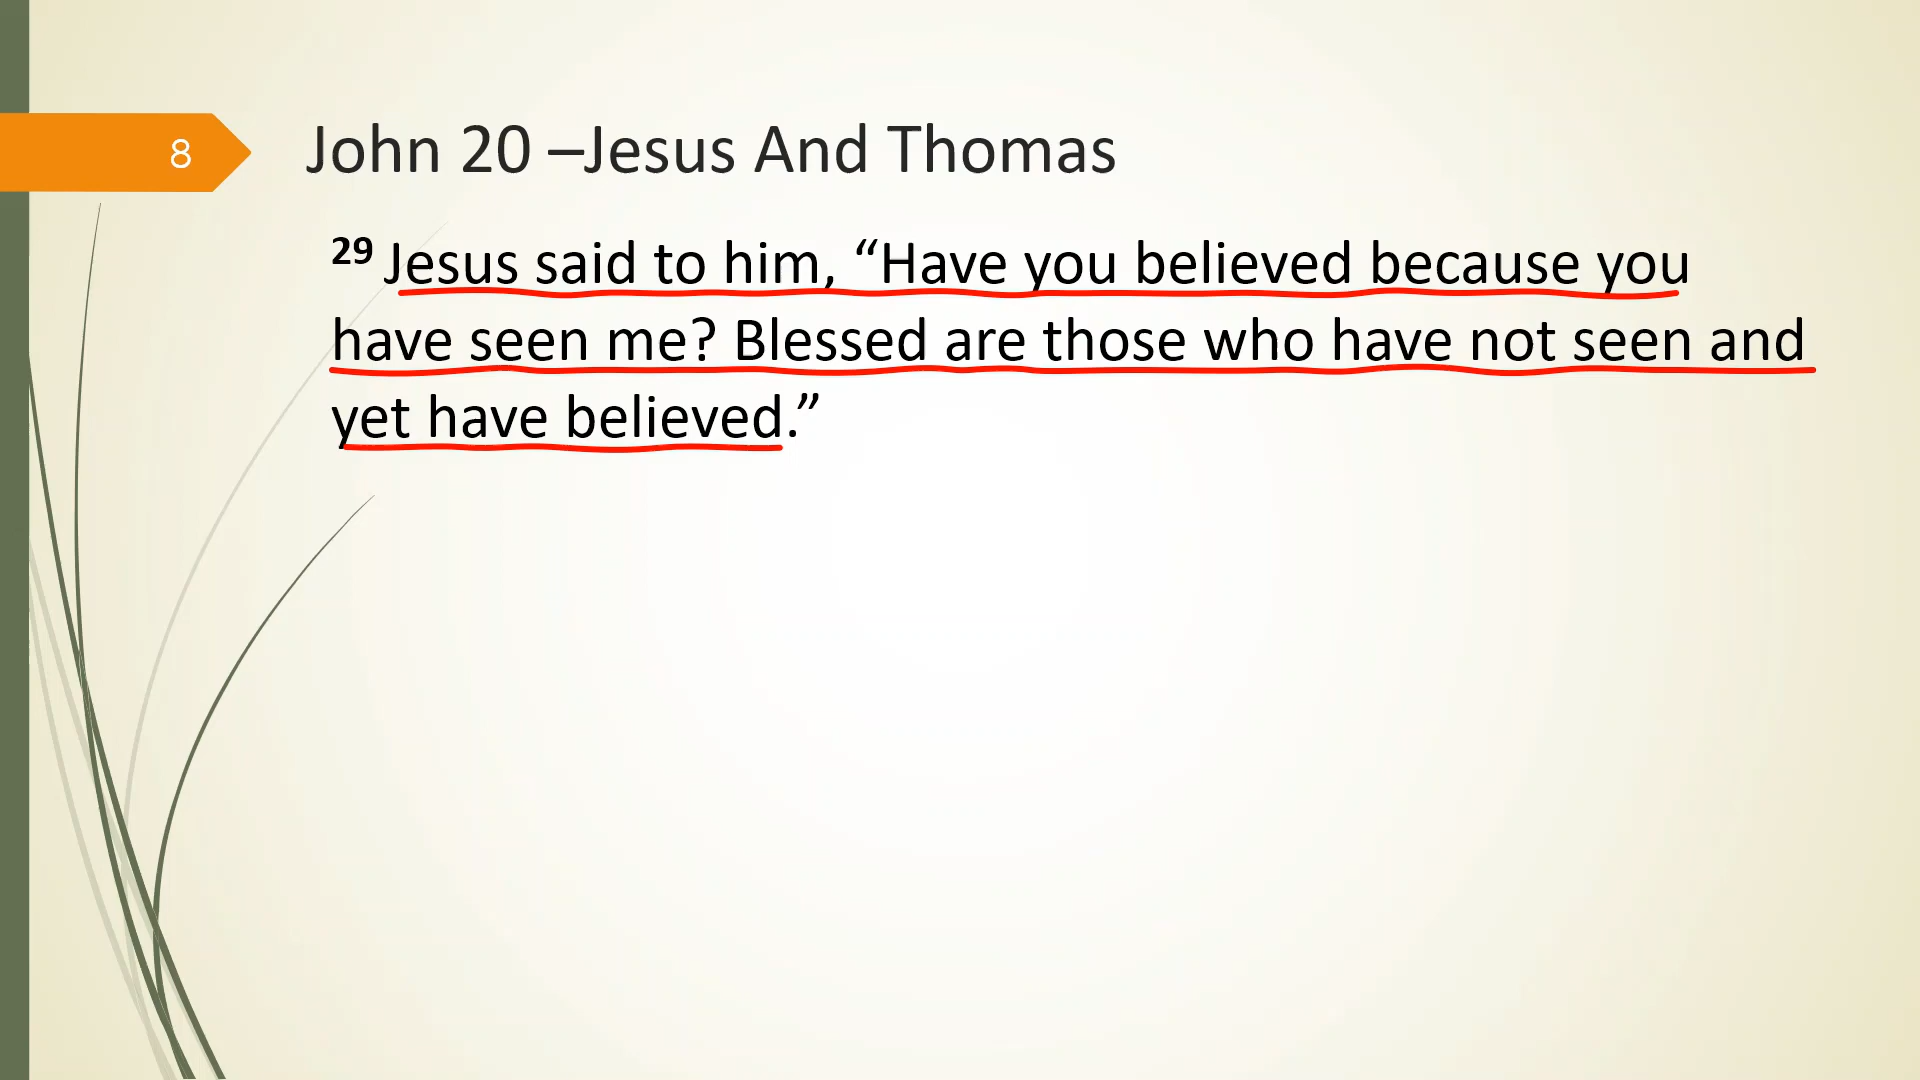 8
John 20 –Jesus And Thomas
29 Jesus said to him, “Have you believed because you
have seen me? Blessed are those who have not seen and
yet have believed.”